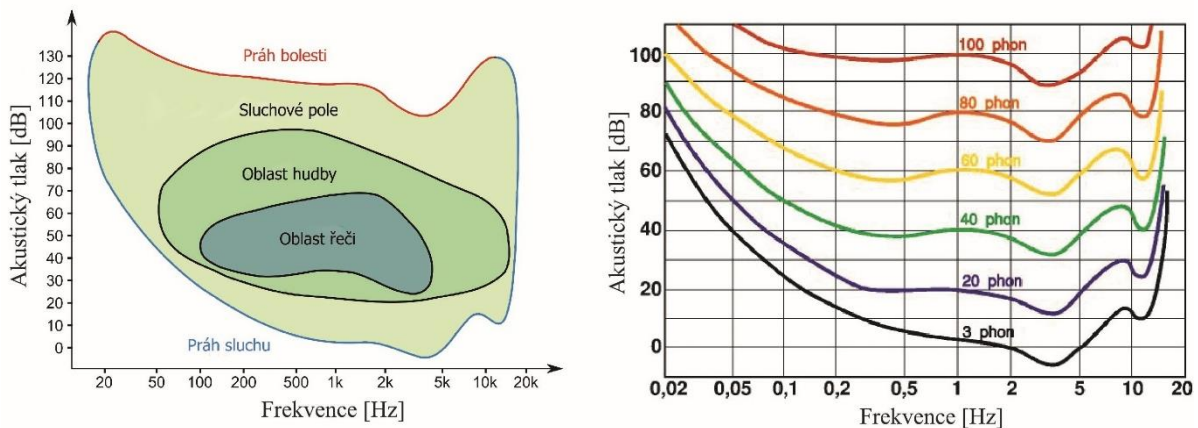 Akustický tlak [dB]
130
120
110
100
90
80
70
60
50
40
30
20
10
0
Práh bolesti
Sluchové pole
Oblast hudby
Oblast řeči
Práh sluchu
20 50 100 200 500 1k 2k 5k 10k 20k
Frekvence [Hz]
Akustický tlak [dB]
100
80
60
40
20
0
100 phon
80 phon
60 phon
40 phon
20 phon
3 phon
0,02 0,05 0,1 0,2 0,5 1 2 5 10 20
Frekvence [Hz]